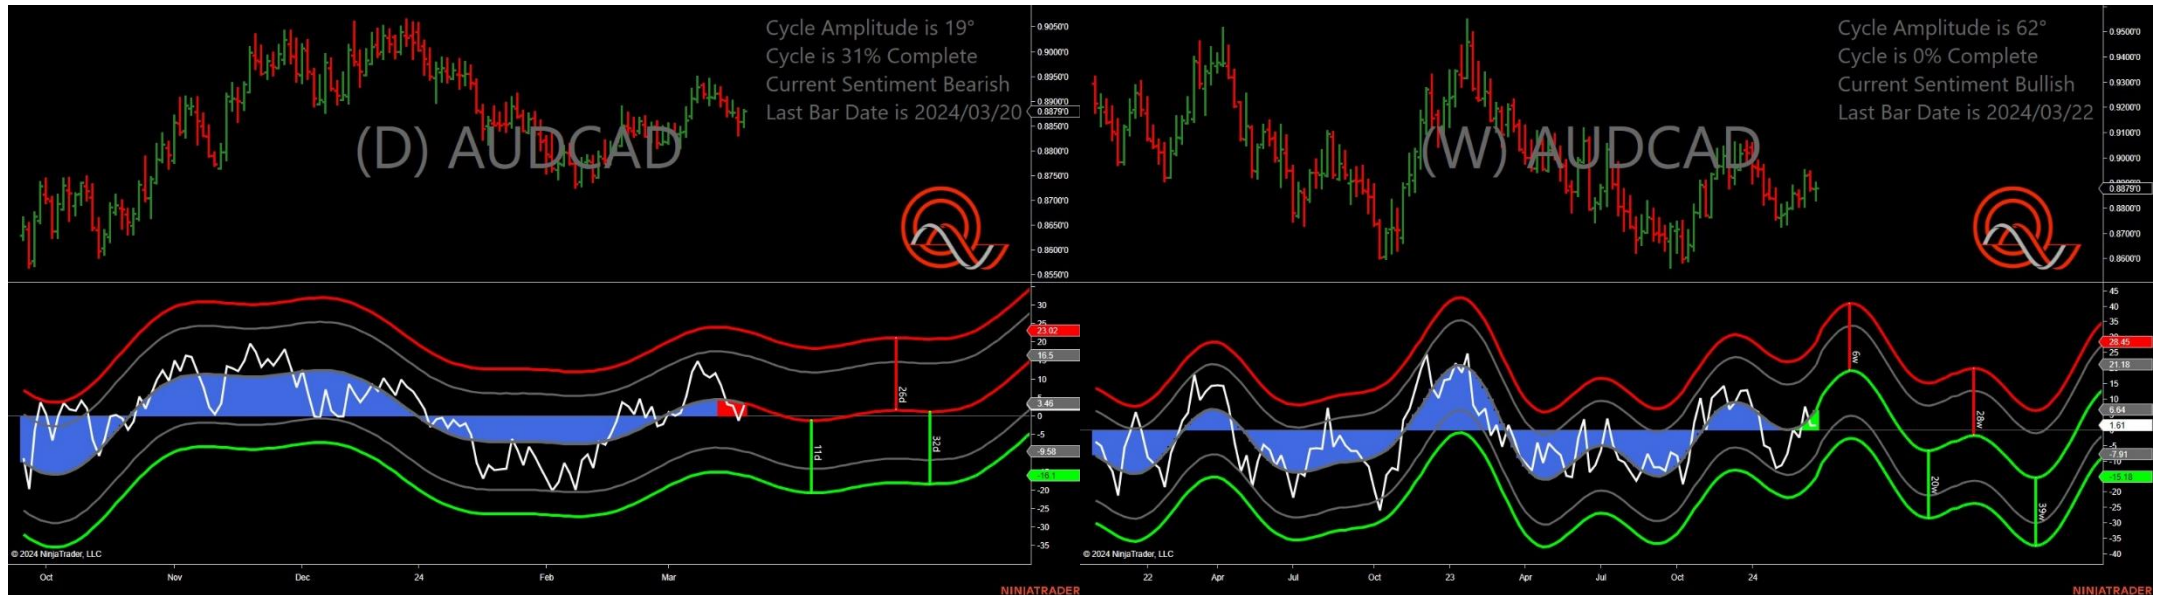 Cycle Amplitude is 19°
Cycle is 31% Complete
Current Sentiment Bearish
Last Bar Date is 2024/03/20
(D) AUDCAD
0.9050'0
0.9000'0
0.8950'0
0.8900'0
0.8879'0
0.8850'0
0.8800'0
0.8750'0
0.8700'0
0.8650'0
0.8600'0
0.8550'0
30
25
23.02
20
16.5
10
3.46
0
-5
-9.58
-16.1
-20
-25
-30
-35
11d
26d
32d
© 2024 NinjaTrader, LLC
Oct Nov Dec 24 Feb Mar
NINJATRADER
Cycle Amplitude is 62°
Cycle is 0% Complete
Current Sentiment Bullish
Last Bar Date is 2024/03/22
(W) AUDCAD
0.9500'0
0.9400'0
0.9300'0
0.9200'0
0.9100'0
0.9000'0
0.8879'0
0.8800'0
0.8700'0
0.8600'0
45
40
35
28.45
25
21.18
15
10
6.64
1.61
-7.91
-10
-15.18
-20
-25
-30
-35
-40
6w
20w
28w
39w
© 2024 NinjaTrader, LLC
22 Apr Jul Oct 23 Apr Jul Oct 24
NINJATRADER